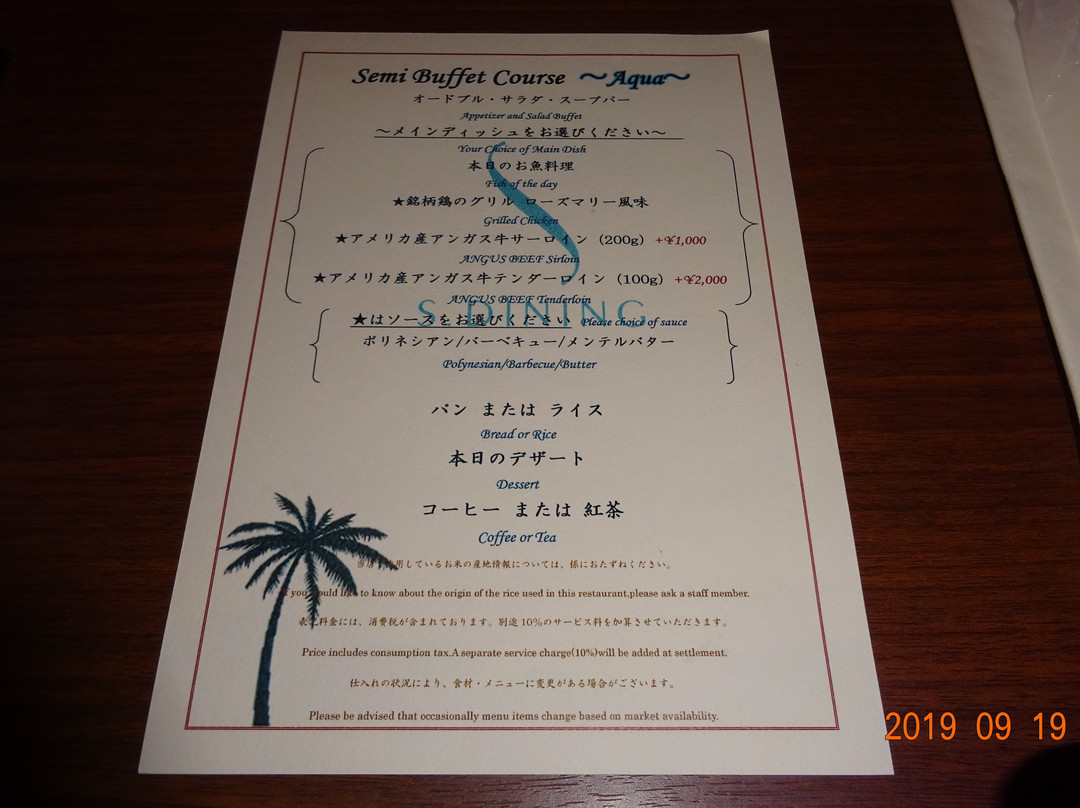 Semi Buffet Course ～Aqua～
オードブル・サラダ・スープバー
Appetizer and Salad Buffet
～メインディッシュをお選びください～
Your Choice of Main Dish
本日のお魚料理
Fish of the day
★銘柄鶏のグリル ローズマリー風味
Grilled Chicken
★アメリカ産アンガス牛サーロイン（200g）+¥1,000
ANGUS BEEF Sirloin
★アメリカ産アンガス牛テンダーロイン（100g）+¥2,000
ANGUS BEEF Tenderloin
S DINING
★はソースをお選びください Please choice of sauce
ポリネシアン/バーベキュー/メンテルバター
Polynesian/Barbecue/Butter
パン または ライス
Bread or Rice
本日のデザート
Dessert
コーヒー または 紅茶
Coffee or Tea
当店で使用しているお米の産地情報については、係におたずねください。
If you would like to know about the origin of the rice used in this restaurant,please ask a staff member.
表記料金には、消費税が含まれております。別途10%のサービス料を加算させていただきます。
Price includes consumption tax.A separate service charge(10%)will be added at settlement.
仕入れの状況により、食材・メニューに変更がある場合がございます。
Please be advised that occasionally menu items change based on market availability.
2019 09 19